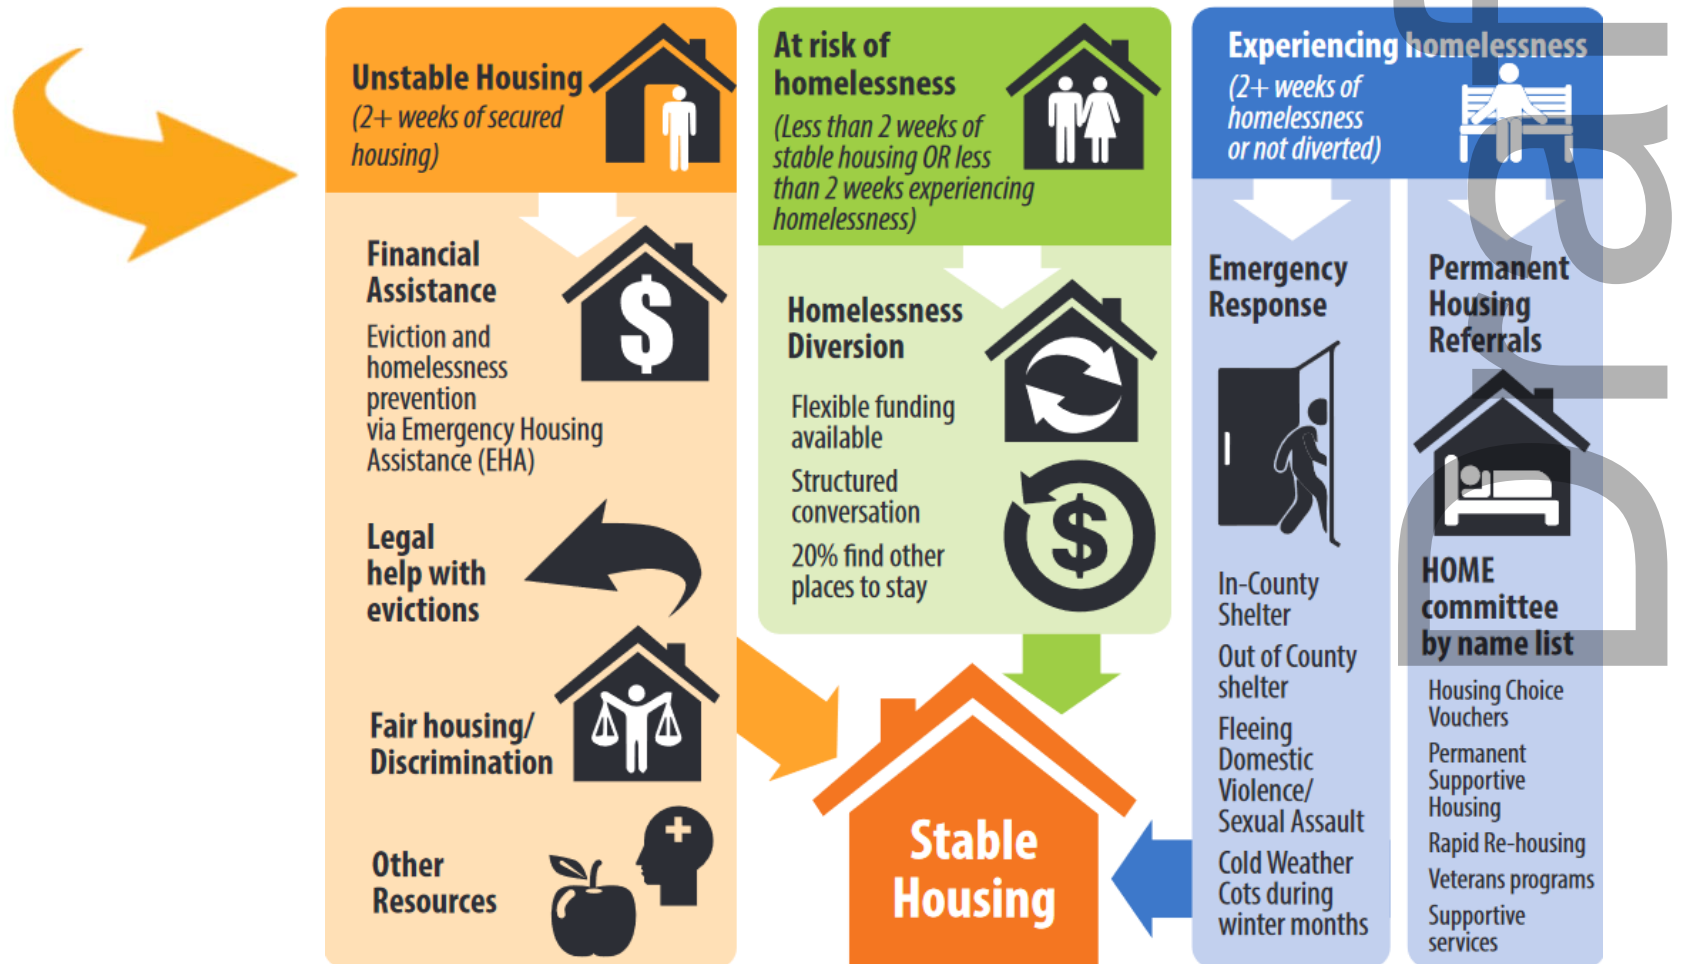 Unstable Housing
(2+ weeks of secured
housing)
Financial
Assistance
Eviction and
homelessness
prevention
via Emergency Housing
Assistance (EHA)
$
Legal
help with
evictions
Fair housing/
Discrimination
Other
Resources
At risk of
homelessness
(Less than 2 weeks of
stable housing OR less
than 2 weeks experiencing
homelessness)
Homelessness
Diversion
Flexible funding
available
Structured
conversation
20% find other
places to stay
$
Stable
Housing
Experiencing homelessness
(2+ weeks of
homelessness
or not diverted)
Emergency
Response
In-County
Shelter
Out of County
shelter
Fleeing
Domestic
Violence/
Sexual Assault
Cold Weather
Cots during
winter months
Permanent
Housing
Referrals
HOME
committee
by name list
Housing Choice
Vouchers
Permanent
Supportive
Housing
Rapid Re-housing
Veterans programs
Supportive
services